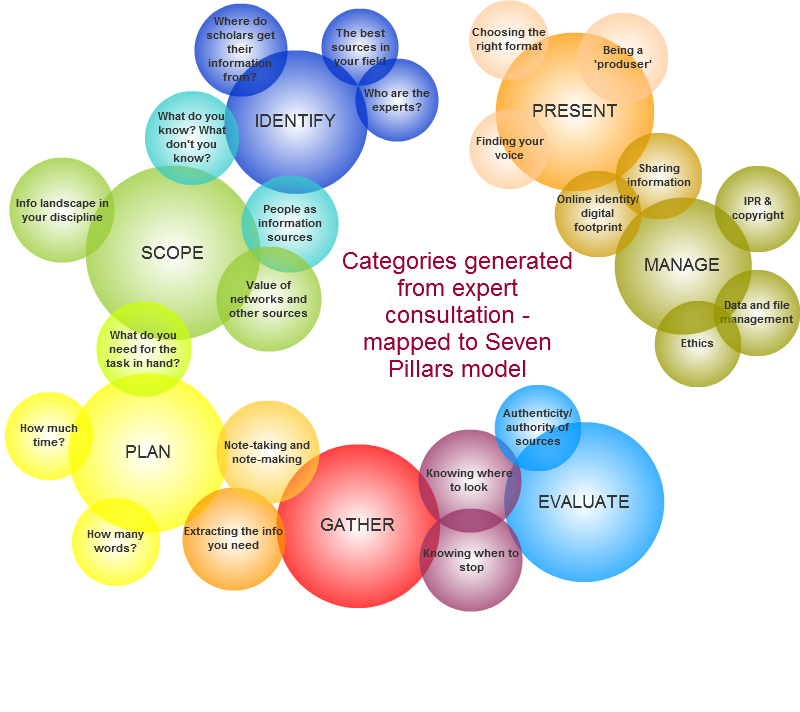 Where do
scholars get
their
information
from?
The best
sources in
your field
Who are the
experts?
IDENTIFY
What do you
know? What
don't you
know?
Info landscape in
your discipline
SCOPE
People as
information
sources
Value of
networks and
other sources
What do you
need for the
task in hand?
How much
time?
PLAN
How many
words?
Note-taking and
note-making
Extracting the info
you need
GATHER
Knowing where
to look
Knowing when to
stop
Authenticity/
authority of
sources
EVALUATE
Categories generated
from expert
consultation -
mapped to Seven
Pillars model
Choosing the
right format
Being a
'produser'
PRESENT
Finding your
voice
Sharing
information
Online identity/
digital
footprint
IPR &
copyright
MANAGE
Data and file
management
Ethics